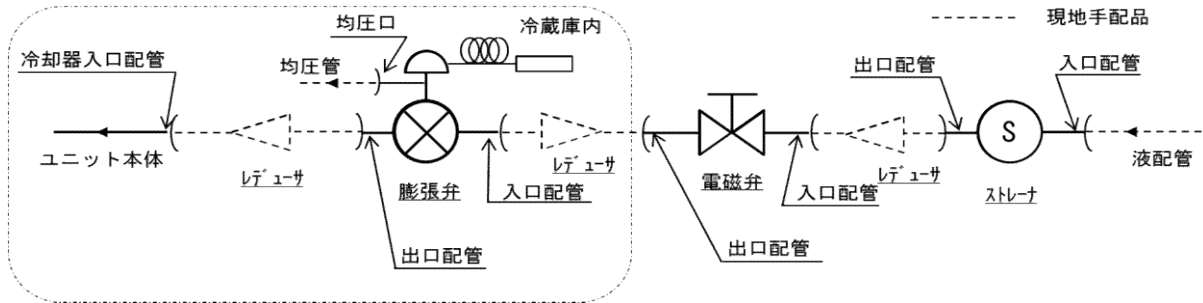 現地手配品
均圧口
冷蔵庫内
冷却器入口配管
均圧管
出口配管
入口配管
S
ユニット本体
液配管
ﾚﾃﾞｭｰｻ
膨張弁
入口配管
ﾚﾃﾞｭｰｻ
電磁弁
入口配管
ﾚﾃﾞｭｰｻ
ｽﾄﾚｰﾅ
出口配管
出口配管